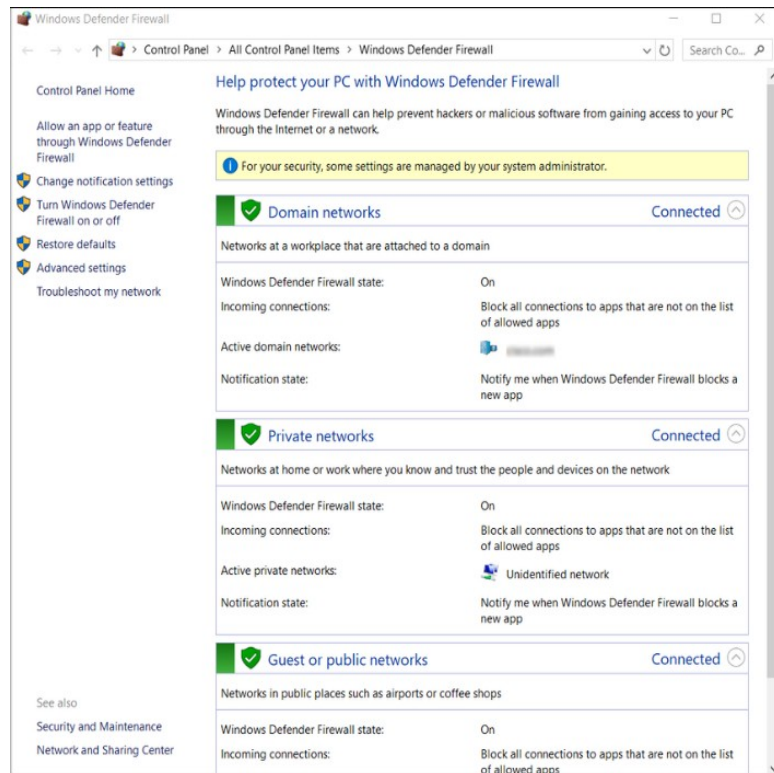 Windows Defender Firewall
Control Panel > All Control Panel Items > Windows Defender Firewall
Search Co...
Control Panel Home
Allow an app or feature
through Windows Defender
Firewall
Change notification settings
Turn Windows Defender
Firewall on or off
Restore defaults
Advanced settings
Troubleshoot my network
See also
Security and Maintenance
Network and Sharing Center
Help protect your PC with Windows Defender Firewall
Windows Defender Firewall can help prevent hackers or malicious software from gaining access to your PC
through the Internet or a network.
For your security, some settings are managed by your system administrator.
Domain networks Connected
Networks at a workplace that are attached to a domain
Windows Defender Firewall state: On
Incoming connections: Block all connections to apps that are not on the list
of allowed apps
Active domain networks:
Notification state: Notify me when Windows Defender Firewall blocks a
new app
Private networks Connected
Networks at home or work where you know and trust the people and devices on the network
Windows Defender Firewall state: On
Incoming connections: Block all connections to apps that are not on the list
of allowed apps
Active private networks: Unidentified network
Notification state: Notify me when Windows Defender Firewall blocks a
new app
Guest or public networks Connected
Networks in public places such as airports or coffee shops
Windows Defender Firewall state: On
Incoming connections: Block all connections to apps that are not on the list
of allowed apps